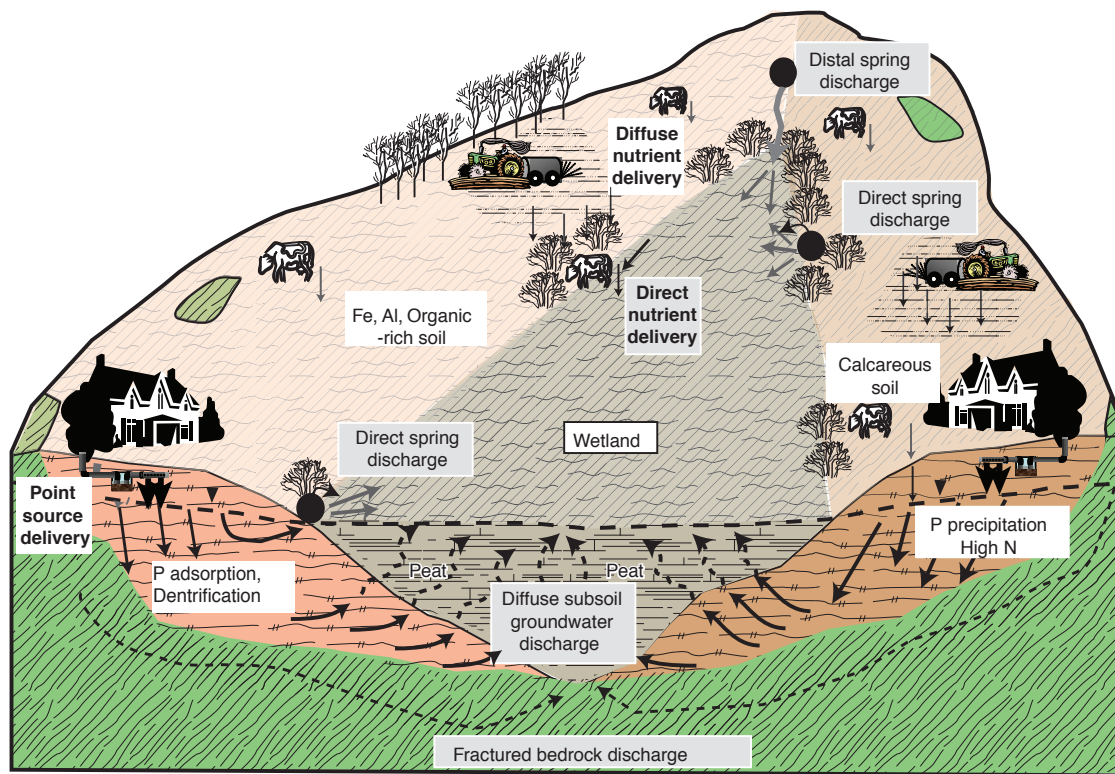 Distal spring
discharge
Diffuse
nutrient
delivery
Direct spring
discharge
Direct
nutrient
delivery
Fe, Al, Organic
-rich soil
Calcareous
soil
Direct spring
discharge
Wetland
Point
source
delivery
P precipitation
High N
P adsorption,
Dentrification
Peat
Peat
Diffuse subsoil
groundwater
discharge
Fractured bedrock discharge